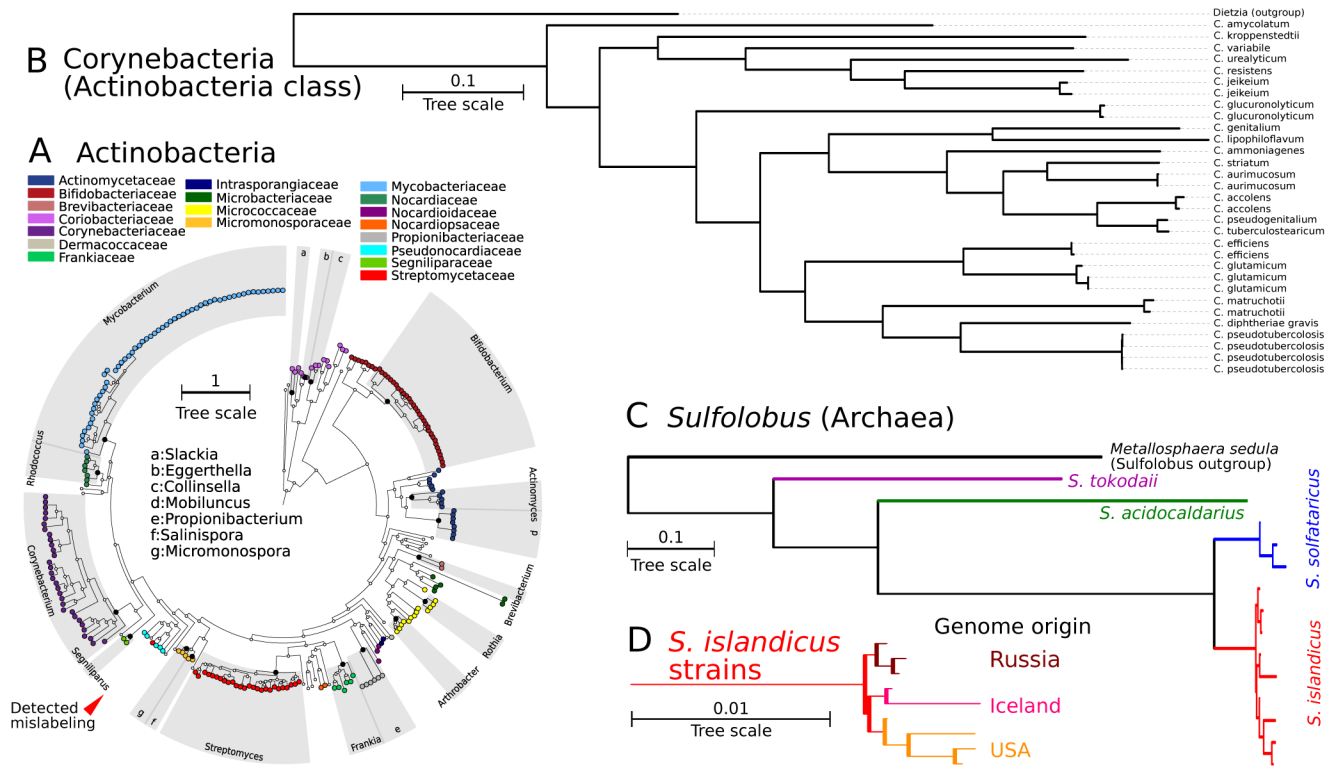 B Corynebacteria
(Actinobacteria class)
0.1
Tree scale
Dietzia (outgroup)
C. amycolatum
C. kroppenstedtii
C. variabile
C. urealyticum
C. resistens
C. jeikeium
C. jeikeium
C. glucuronolyticum
C. glucuronolyticum
C. genitalium
C. lipophiloflavum
C. ammoniagenes
C. striatum
C. aurimucosum
C. aurimucosum
C. accolens
C. accolens
C. pseudogenitalium
C. tuberculostearicum
C. efficiens
C. efficiens
C. glutamicum
C. glutamicum
C. glutamicum
C. matruchotii
C. matruchotii
C. diphtheriae gravis
C. pseudotubercolosis
C. pseudotubercolosis
C. pseudotubercolosis
C. pseudotubercolosis
A Actinobacteria
Actinomycetaceae
Bifidobacteriaceae
Brevibacteriaceae
Coriobacteriaceae
Corynebacteriaceae
Dermacoccaceae
Frankiaceae
Intrasporangiaceae
Microbacteriaceae
Micrococcaceae
Micromonosporaceae
Mycobacteriaceae
Nocardiaceae
Nocardioidaceae
Nocardiopsaceae
Propionibacteriaceae
Pseudonocardiaceae
Segniliparaceae
Streptomycetaceae
a
b
c
Mycobacterium
Bifidobacterium
1
Tree scale
a:Slackia
b:Eggerthella
c:Collinsella
d:Mobiluncus
e:Propionibacterium
f:Salinispora
g:Micromonospora
Rhodococcus
Actinomyces
d
Corynebacterium
Brevibacterium
Rothia
Arthrobacter
Segniliparus
Detected
mislabeling
g
f
Streptomyces
Frankia
e
C Sulfolobus (Archaea)
Metallosphaera sedula
(Sulfolobus outgroup)
S. tokodaii
S. acidocaldarius
0.1
Tree scale
S. solfataricus
S. islandicus
D S. islandicus
strains
Genome origin
Russia
Iceland
USA
0.01
Tree scale